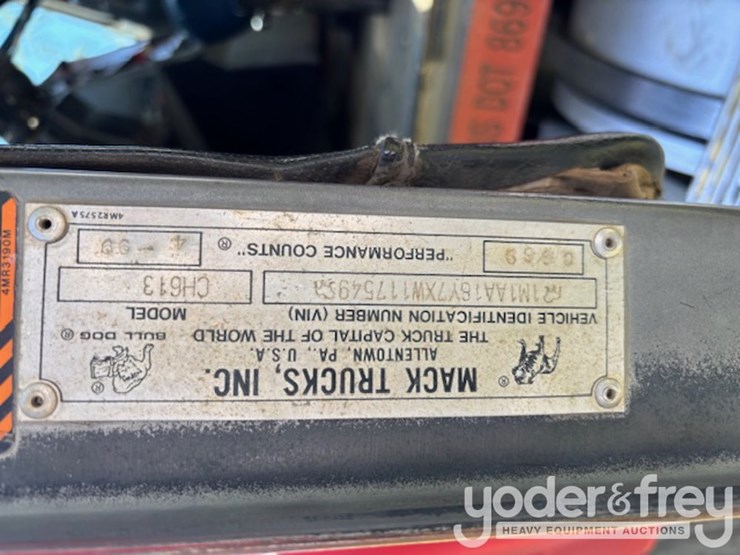 MACK TRUCKS, INC. ®
ALLENTOWN, PA., U.S.A.
THE TRUCK CAPITAL OF THE WORLD
BULL DOG ®
VEHICLE IDENTIFICATION NUMBER (VIN)
MODEL
1M1AA16Y7XW117549
CH613
"PERFORMANCE COUNTS" ®
4-99
4MR2575A
4MR3190M
DOT 869
yoder&frey
HEAVY EQUIPMENT AUCTIONS